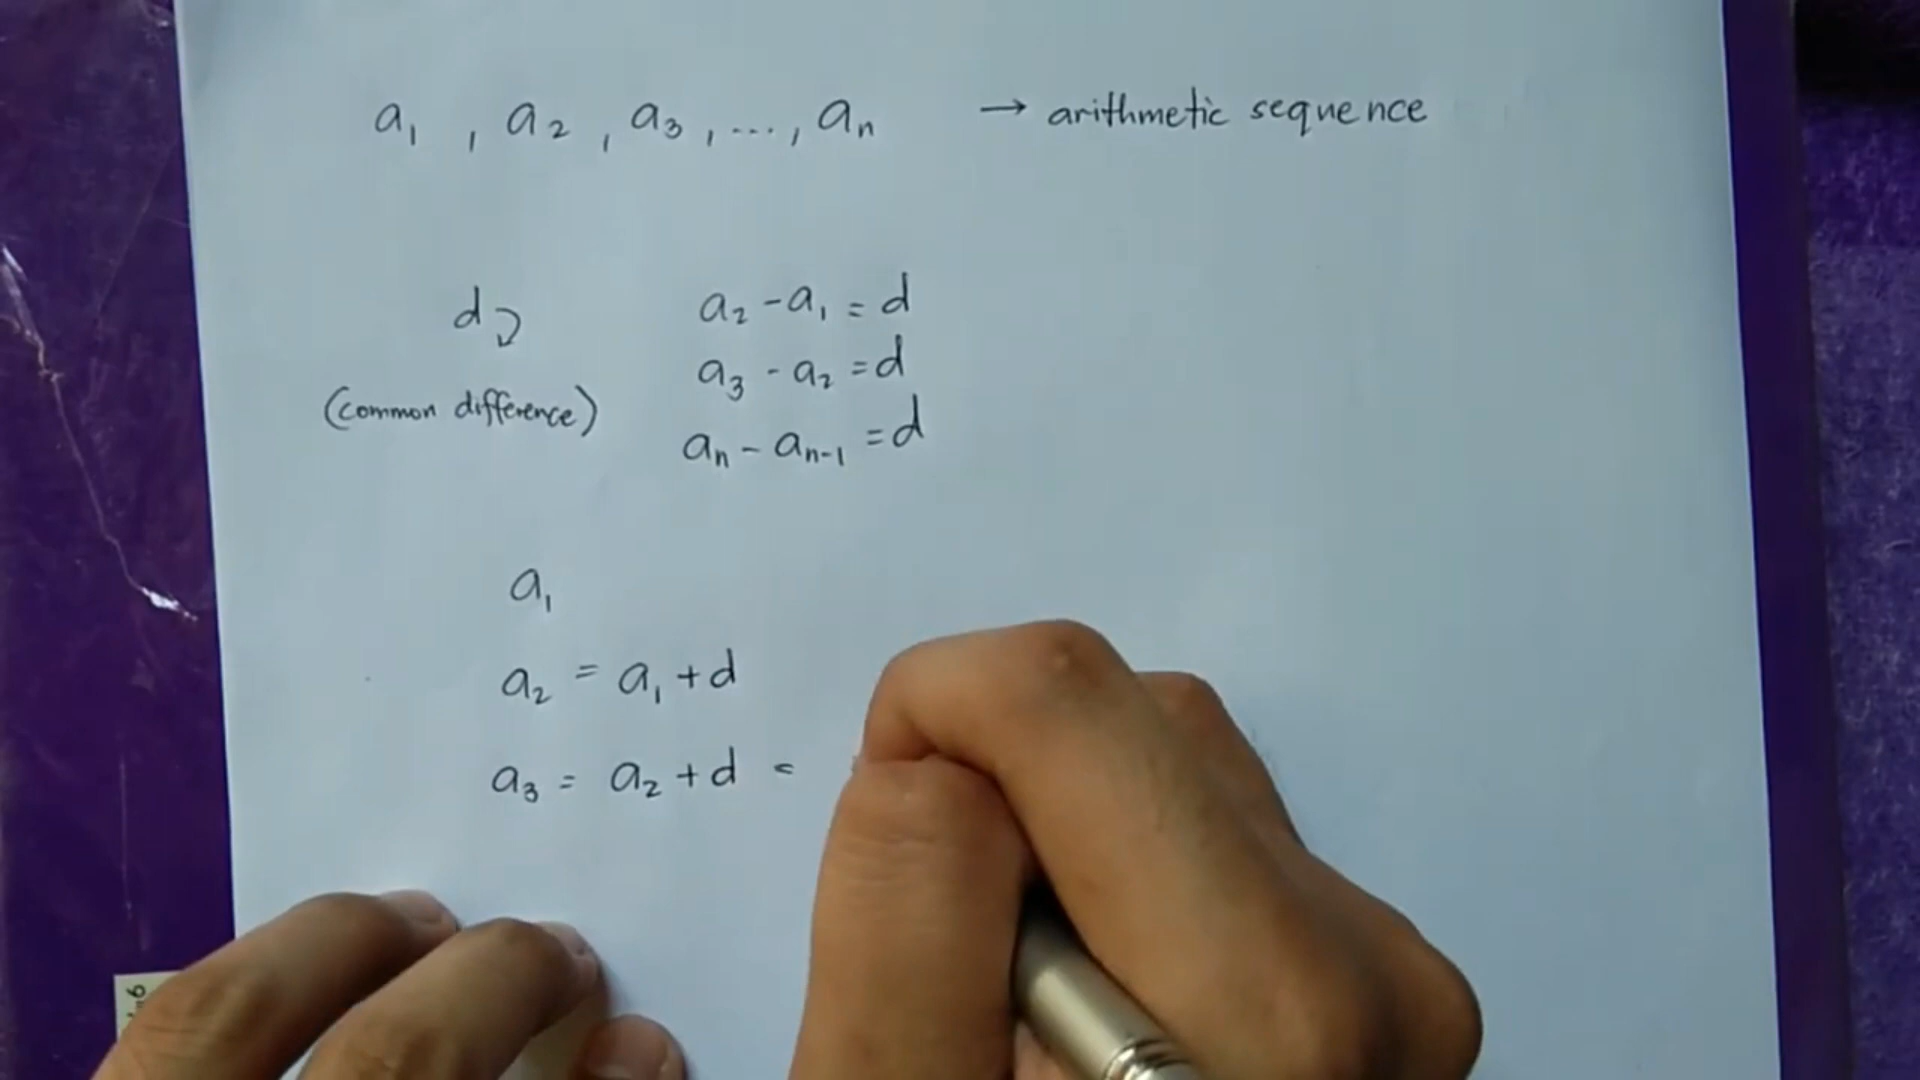 a₁ , a₂ , a₃ , ... , aₙ → arithmetic sequence
d
(common difference)
a₂ - a₁ = d
a₃ - a₂ = d
aₙ - aₙ₋₁ = d
a₁
a₂ = a₁ + d
a₃ = a₂ + d =